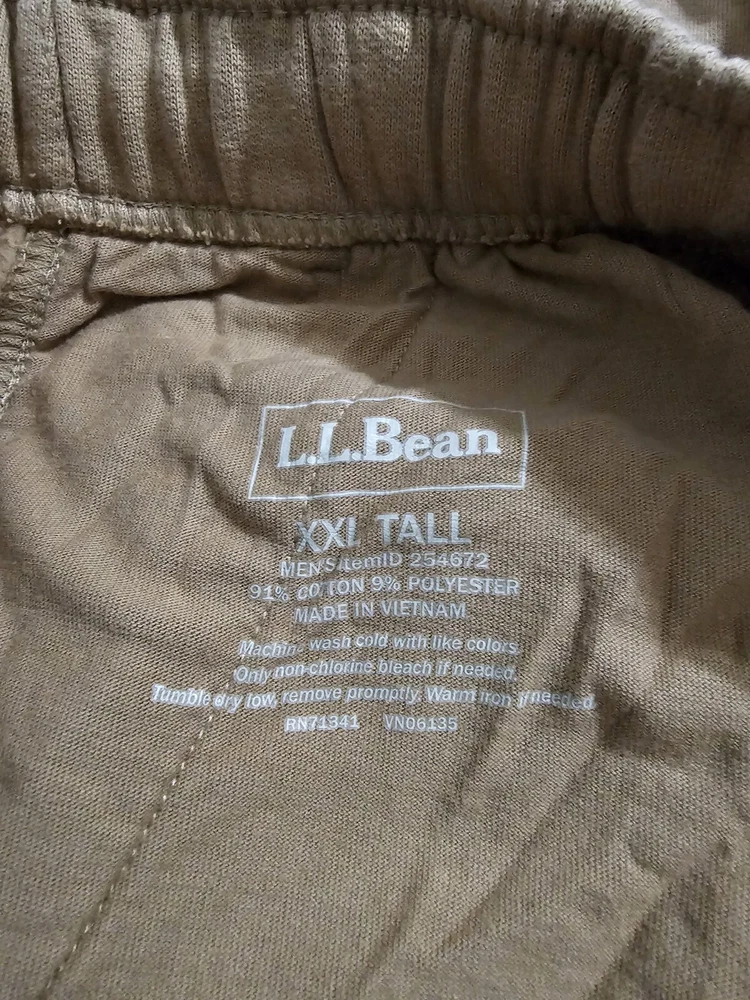 L.L.Bean
XXL TALL
MEN'S ItemID 254672
91% COTTON 9% POLYESTER
MADE IN VIETNAM
Machine wash cold with like colors.
Only non-chlorine bleach if needed.
Tumble dry low, remove promptly. Warm iron if needed.
RN71341 VN06135